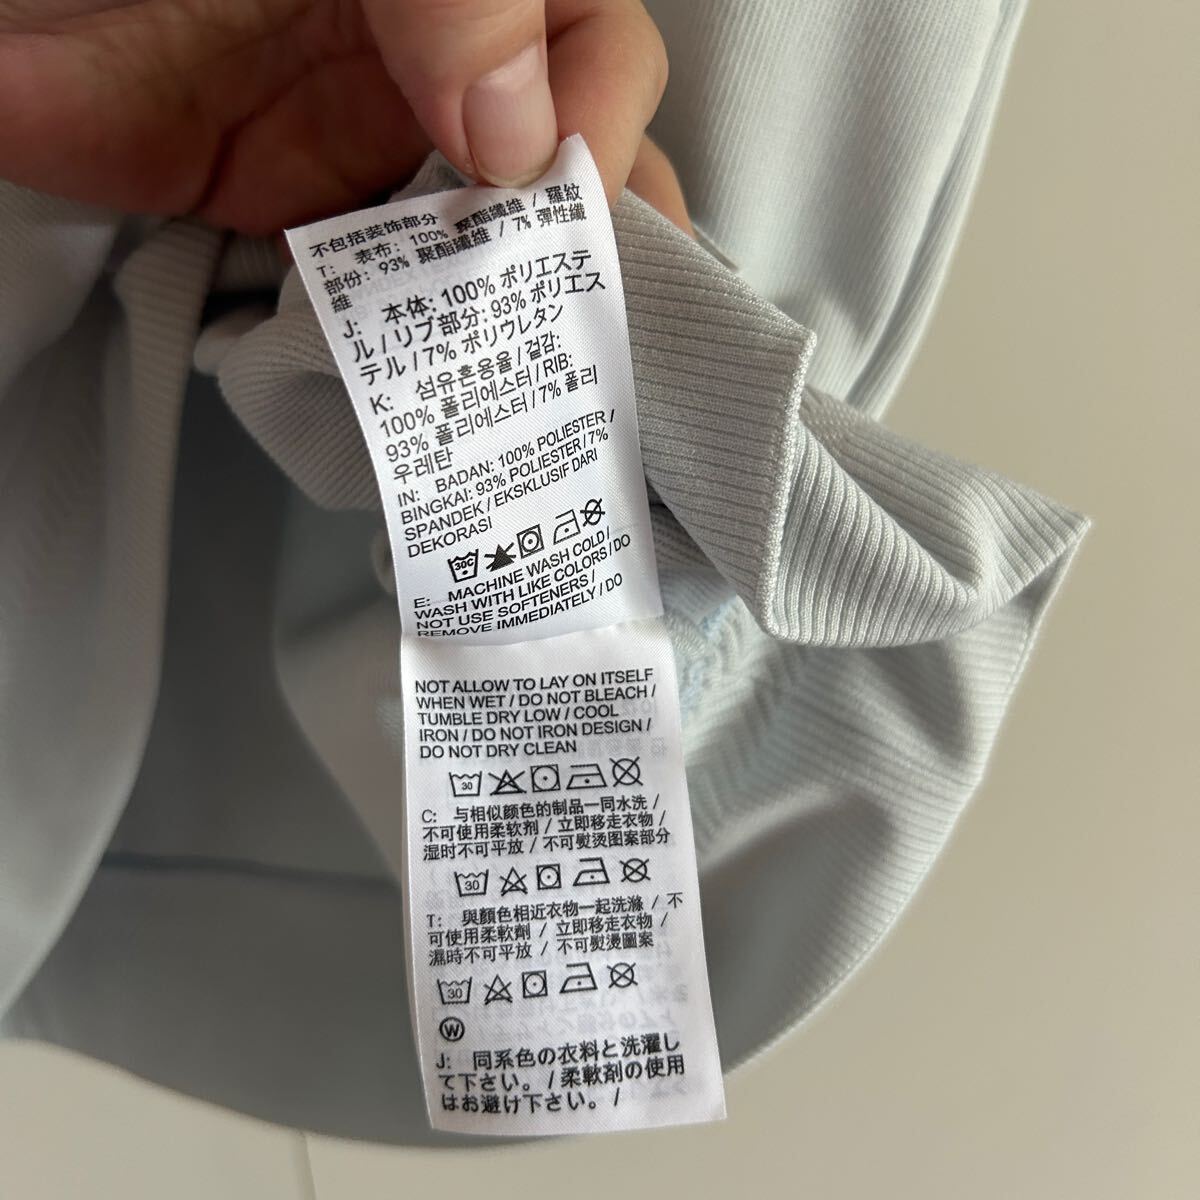 不包括装饰部分
T: 表布: 100% 聚酯纖維 / 羅紋
部份: 93% 聚酯纖維 / 7% 彈性纖
維
J: 本体: 100% ポリエステ
ル / リブ部分: 93% ポリエス
テル / 7% ポリウレタン
K: 섬유혼용율 / 겉감:
100% 폴리에스터 / RIB:
93% 폴리에스터 / 7% 폴리
우레탄
IN: BADAN: 100% POLIESTER /
BINGKAI: 93% POLIESTER / 7%
SPANDEK / EKSKLUSIF DARI
DEKORASI
30C
E: MACHINE WASH COLD /
WASH WITH LIKE COLORS / DO
NOT USE SOFTENERS /
REMOVE IMMEDIATELY / DO
NOT ALLOW TO LAY ON ITSELF
WHEN WET / DO NOT BLEACH /
TUMBLE DRY LOW / COOL
IRON / DO NOT IRON DESIGN /
DO NOT DRY CLEAN
30
C: 与相似颜色的制品一同水洗 /
不可使用柔软剂 / 立即移走衣物 /
湿时不可平放 / 不可熨烫图案部分
30
T: 與顏色相近衣物一起洗滌 / 不
可使用柔軟劑 / 立即移走衣物 /
濕時不可平放 / 不可熨燙圖案
30
W
J: 同系色の衣料と洗濯し
て下さい。 / 柔軟剤の使用
はお避け下さい。 /